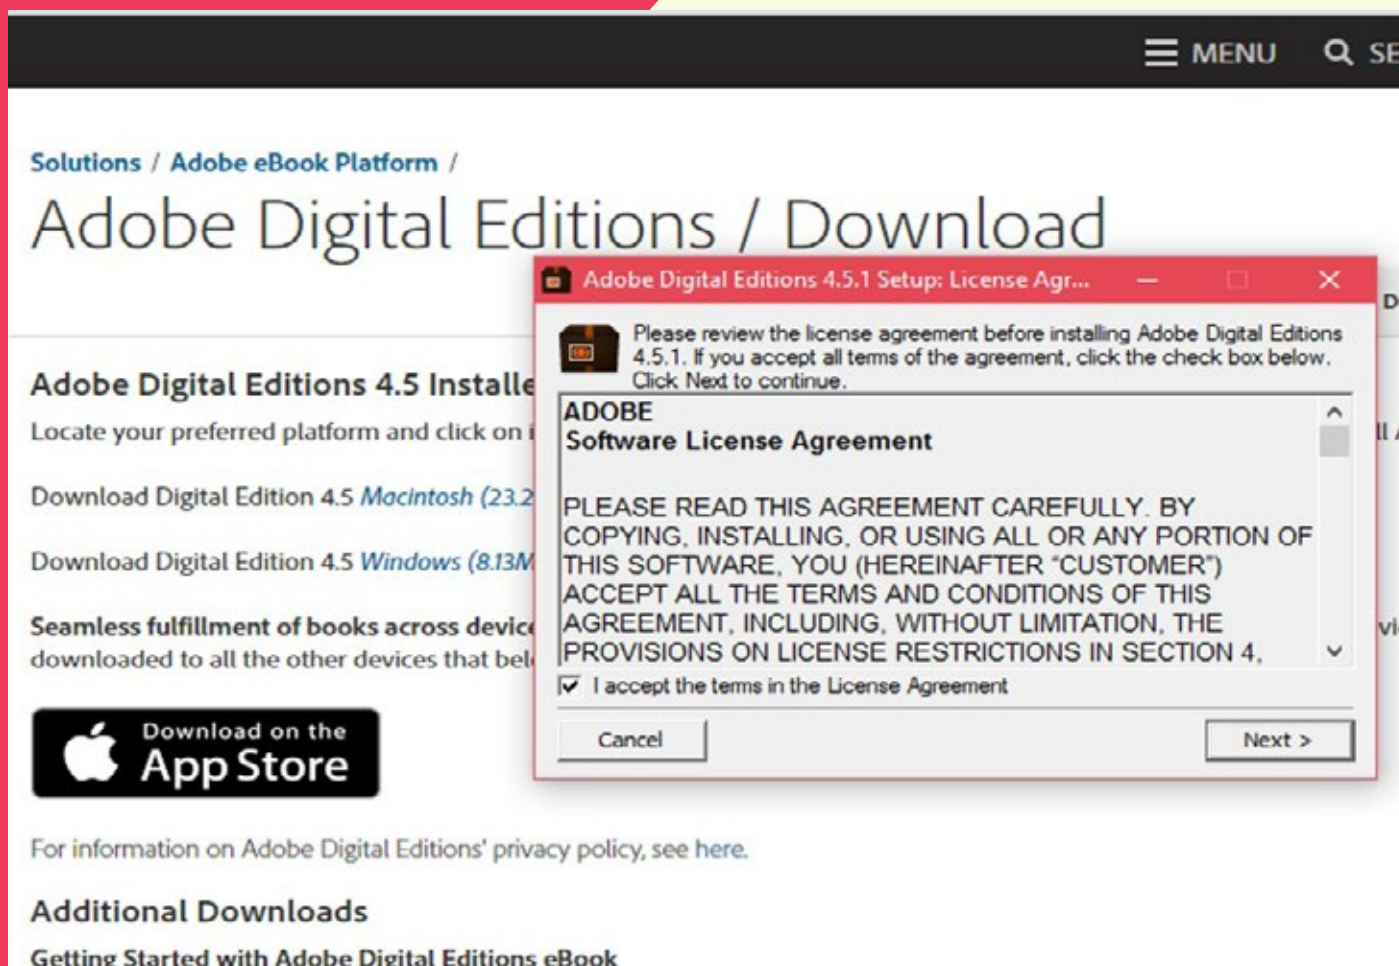 MENU
Solutions / Adobe eBook Platform /
Adobe Digital Editions / Download
Adobe Digital Editions 4.5.1 Setup: License Agr...
Please review the license agreement before installing Adobe Digital Editions
4.5.1. If you accept all terms of the agreement, click the check box below.
Click Next to continue.
ADOBE
Software License Agreement
PLEASE READ THIS AGREEMENT CAREFULLY. BY
COPYING, INSTALLING, OR USING ALL OR ANY PORTION OF
THIS SOFTWARE, YOU (HEREINAFTER “CUSTOMER”)
ACCEPT ALL THE TERMS AND CONDITIONS OF THIS
AGREEMENT, INCLUDING, WITHOUT LIMITATION, THE
PROVISIONS ON LICENSE RESTRICTIONS IN SECTION 4,
I accept the terms in the License Agreement
Cancel
Next >
Adobe Digital Editions 4.5
Locate your preferred platform and click on
Download Digital Edition 4.5 Macintosh (23.2
Download Digital Edition 4.5 Windows (8.13M
Seamless fulfillment of books across
downloaded to all the other devices that
Download on the
App Store
For information on Adobe Digital Editions' privacy policy, see here.
Additional Downloads
Getting Started with Adobe Digital Editions eBook